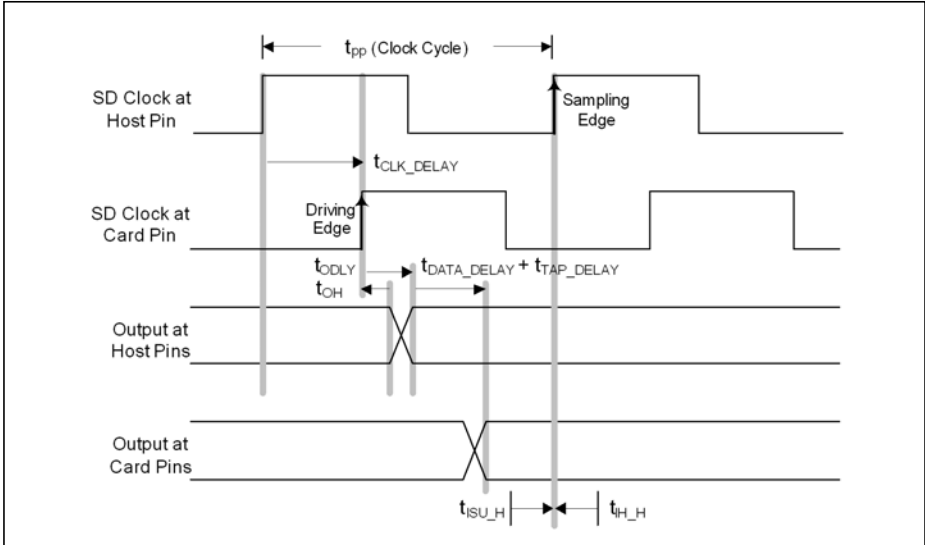 tpp (Clock Cycle)
SD Clock at
Host Pin
Sampling
Edge
tCLK_DELAY
SD Clock at
Card Pin
Driving
Edge
tODLY
tDATA_DELAY + tTAP_DELAY
tOH
Output at
Host Pins
Output at
Card Pins
tISU_H
tIH_H